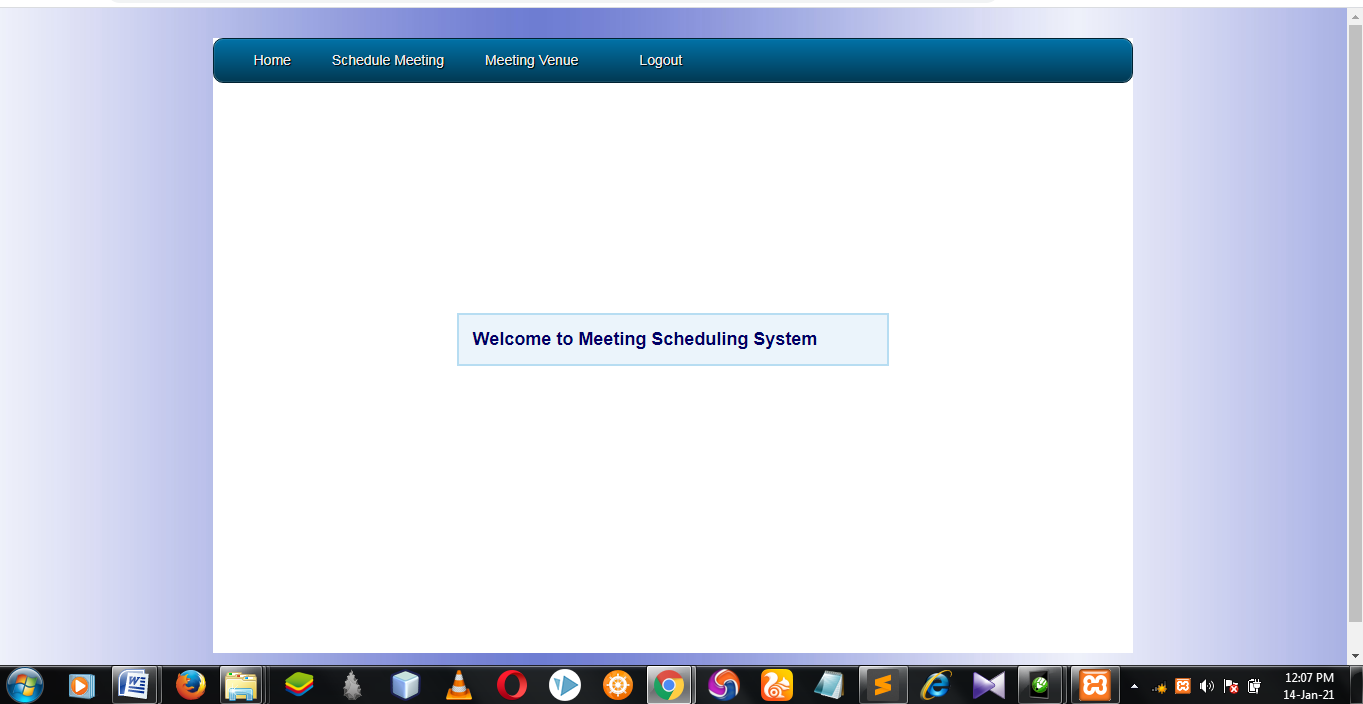 Home Schedule Meeting Meeting Venue Logout
Welcome to Meeting Scheduling System
12:07 PM
14-Jan-21